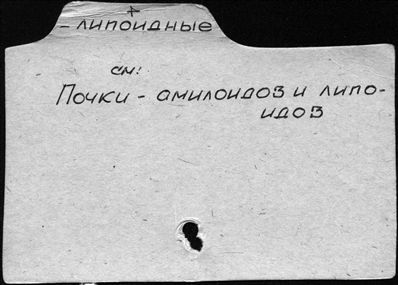 - липоидные
см:
Почки - амилоидоз и липо-
идоз